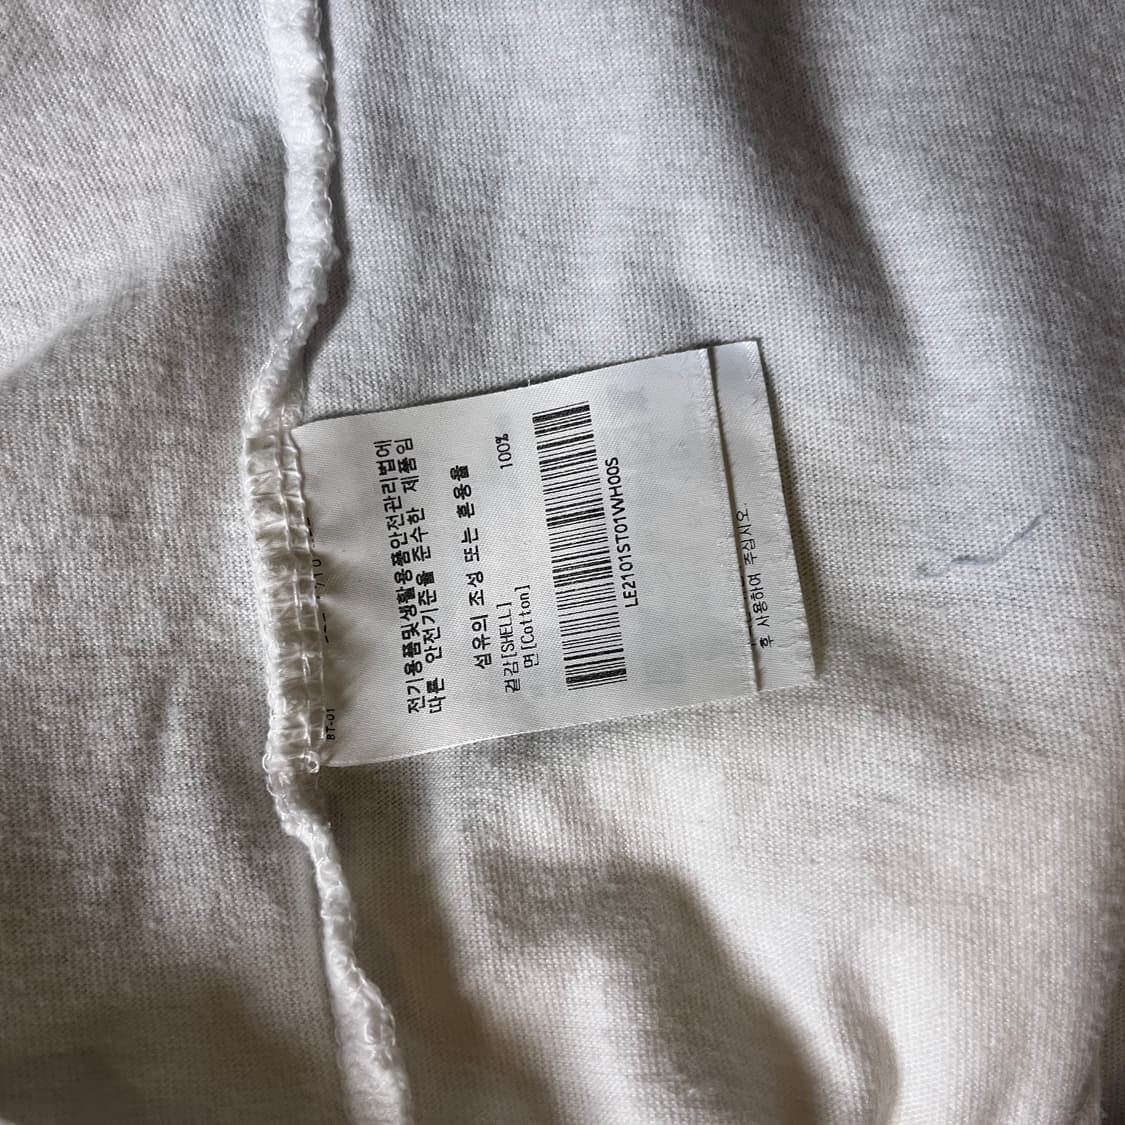 전기용품및생활용품안전관리법에
따른 안전기준을 준수한 제품임
섬유의 조성 또는 혼용율
겉감[SHELL]
면[Cotton] 100%
LE2101ST01WH00S
후 사용하여 주십시오.
BT-01